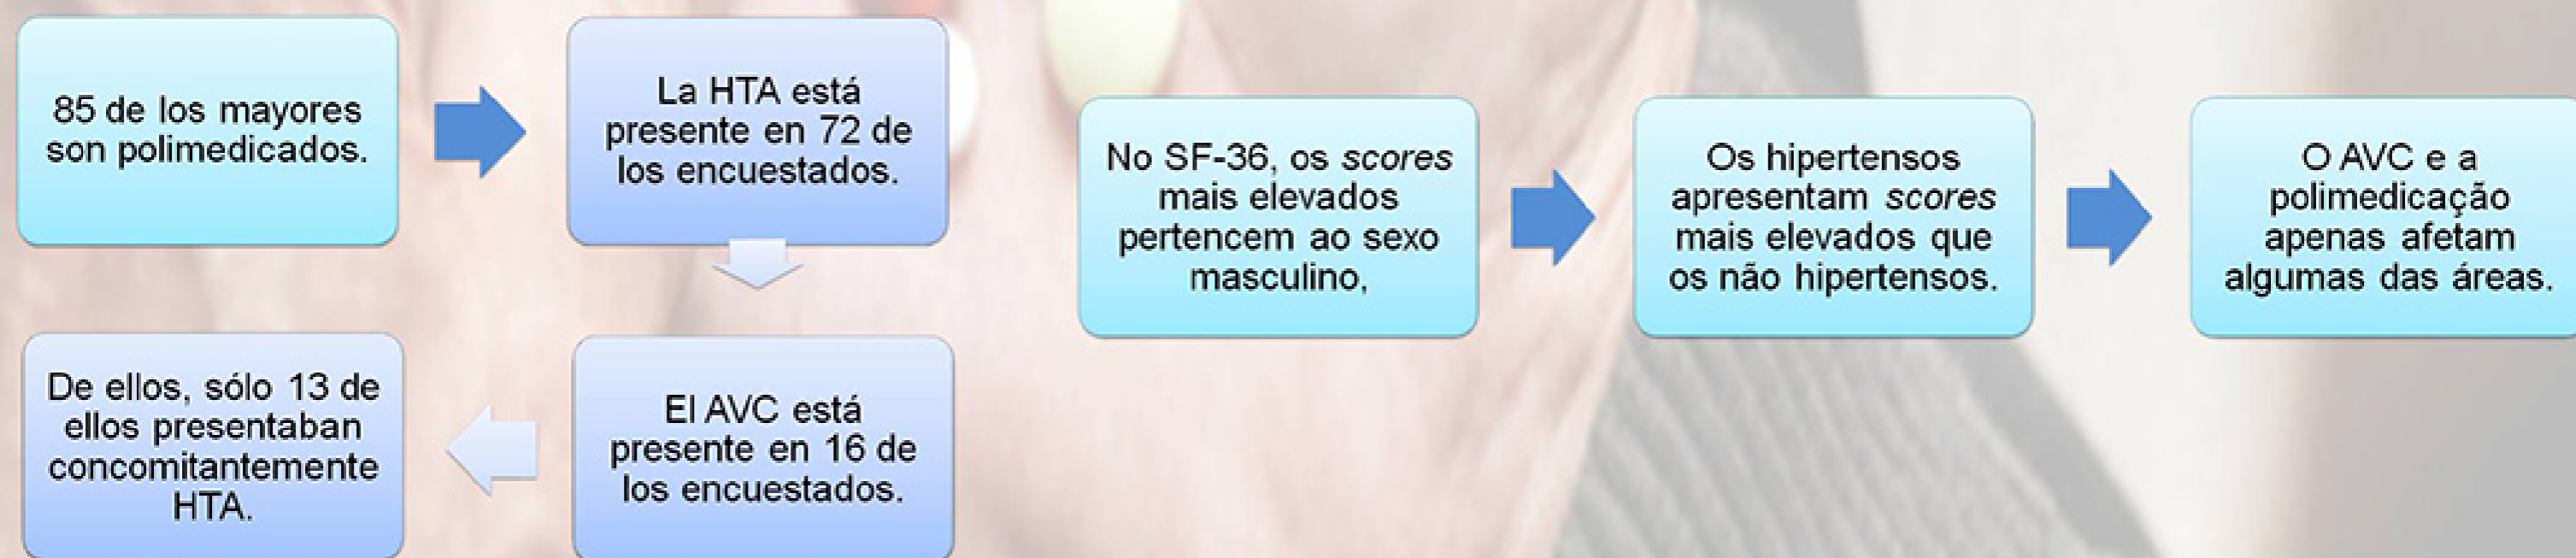 85 de los mayores
son polimedicados.
La HTA está
presente en 72 de
los encuestados.
El AVC está
presente en 16 de
los encuestados.
De ellos, sólo 13 de
ellos presentaban
concomitantemente
HTA.
No SF-36, os scores
mais elevados
pertencem ao sexo
masculino,
Os hipertensos
apresentam scores
mais elevados que
os não hipertensos.
O AVC e a
polimedicação
apenas afetam
algumas das áreas.